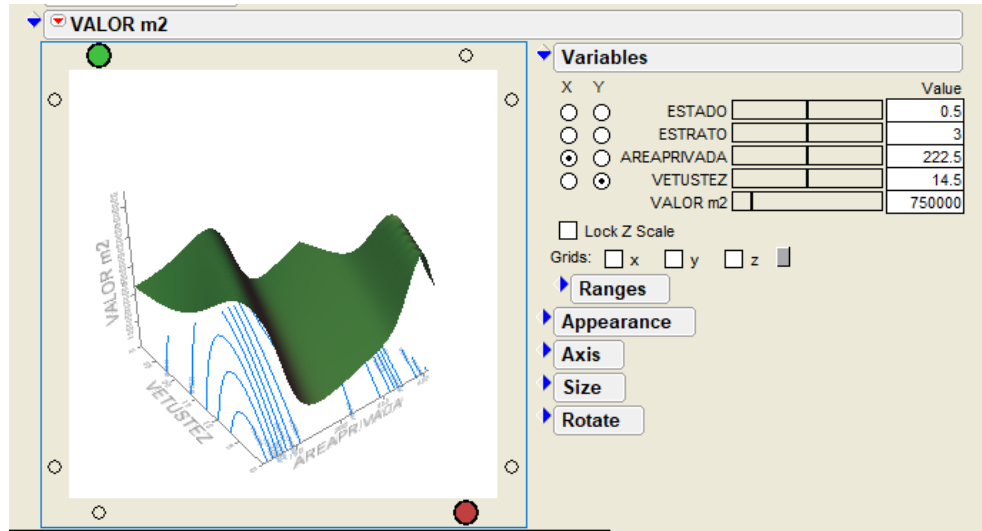 VALOR m2
Variables
X Y Value
ESTADO 0.5
ESTRATO 3
AREAPRIVADA 222.5
VETUSTEZ 14.5
VALOR m2 750000
Lock Z Scale
Grids: x y z
Ranges
Appearance
Axis
Size
Rotate
VALOR m2
VETUSTEZ
AREAPRIVADA